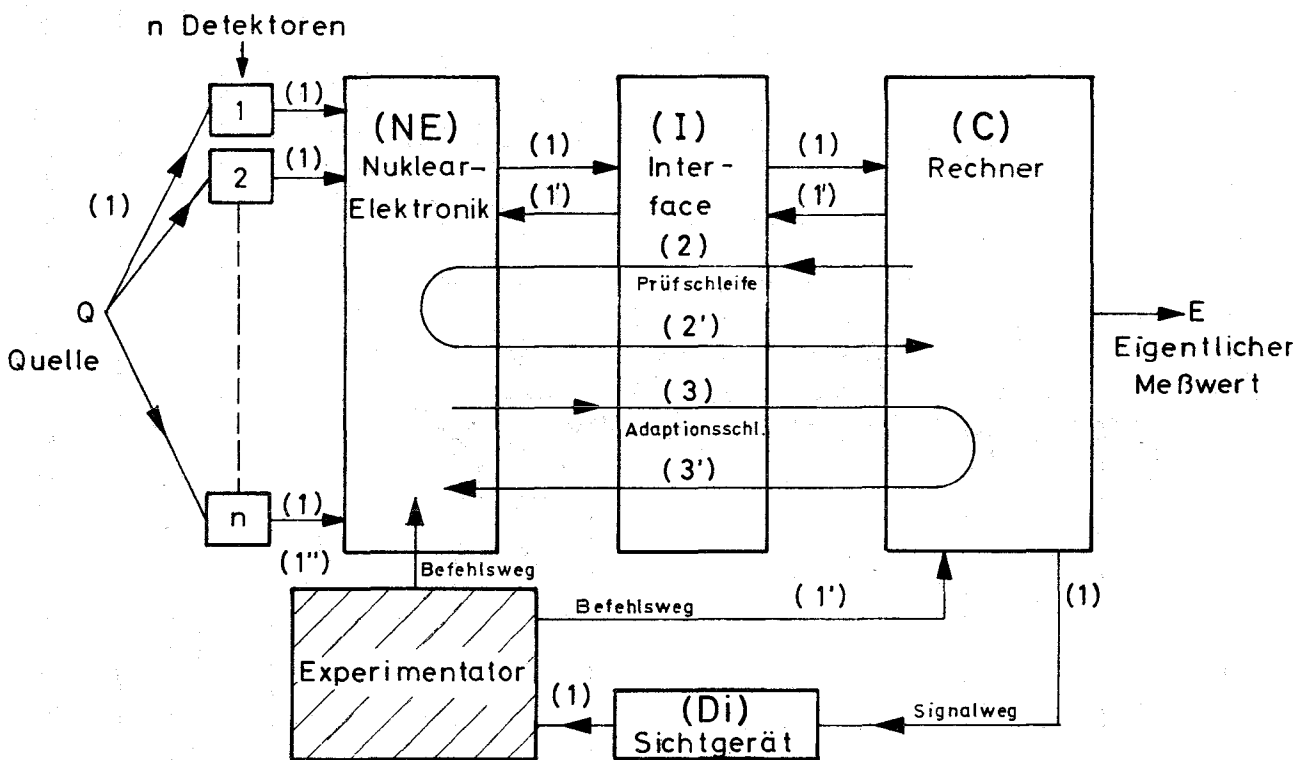 n Detektoren
1
(1)
2
(1)
(1)
Q
Quelle
n
(1)
(1'')
(NE)
Nuklear-
Elektronik
(1)
(1')
(I)
Inter-
face
(1)
(1')
(C)
Rechner
(2)
Prüfschleife
(2')
(3)
Adaptionsschl.
(3')
E
Eigentlicher
Meßwert
Befehlsweg
Befehlsweg
(1')
(1)
Experimentator
(1)
(Di)
Sichtgerät
Signalweg